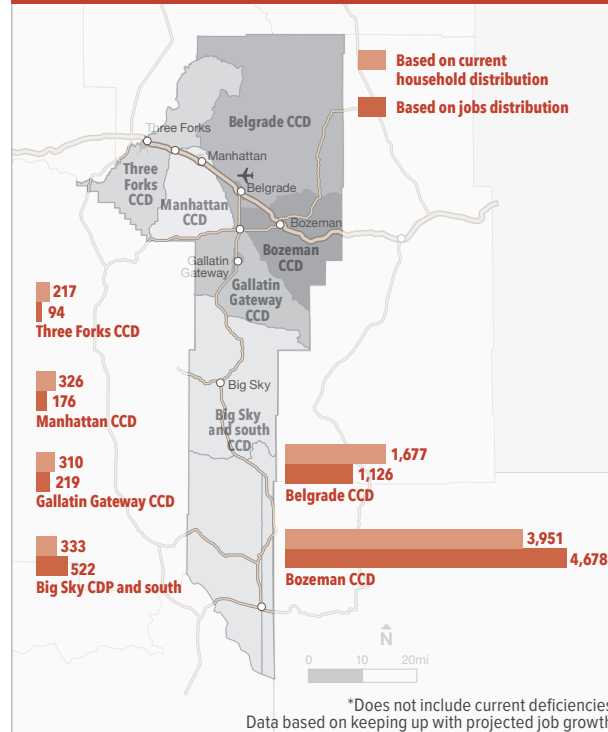 Based on current
household distribution
Based on jobs distribution
Belgrade CCD
Three Forks
Manhattan
Three
Forks
CCD
Belgrade
Manhattan
CCD
Bozeman
Bozeman
CCD
Gallatin
Gateway
Gallatin
Gateway
CCD
217
94
Three Forks CCD
326
176
Manhattan CCD
Big Sky
Big Sky
and south
CCD
310
219
Gallatin Gateway CCD
1,677
1,126
Belgrade CCD
333
522
Big Sky CDP and south
3,951
4,678
Bozeman CCD
N
0 10 20mi
*Does not include current deficiencies
Data based on keeping up with projected job growth